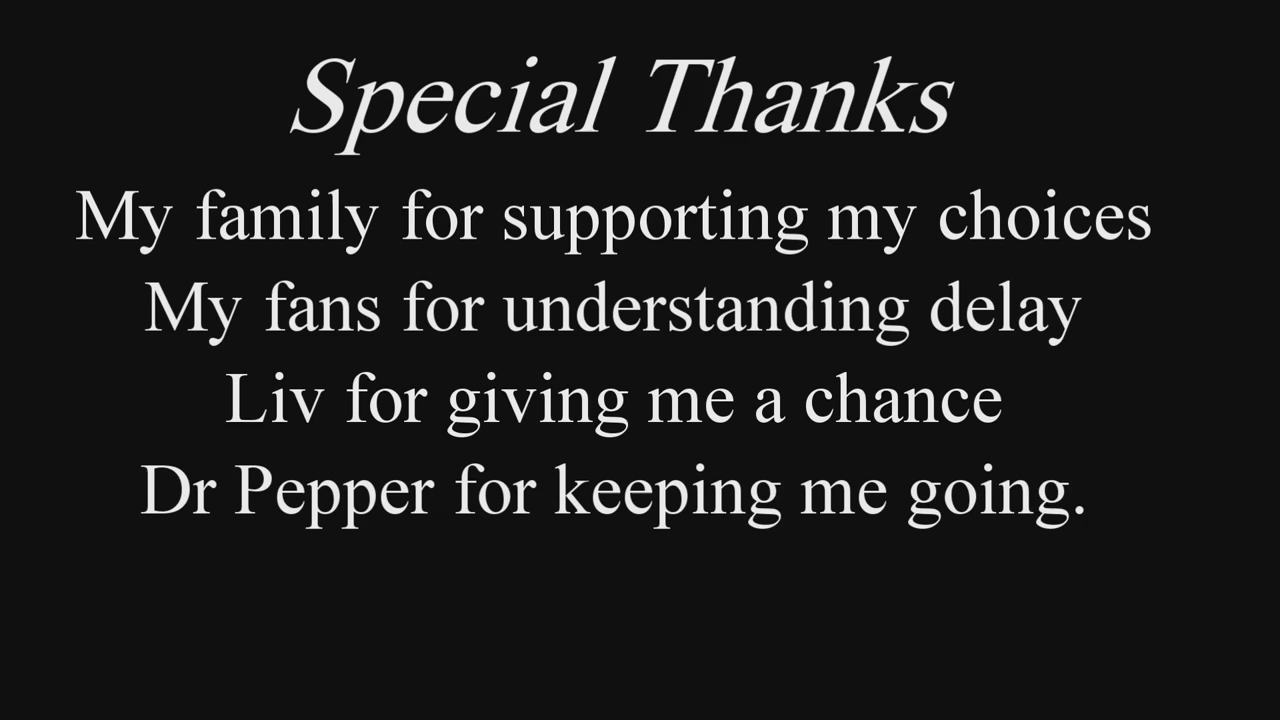 Special Thanks
My family for supporting my choices
My fans for understanding delay
Liv for giving me a chance
Dr Pepper for keeping me going.